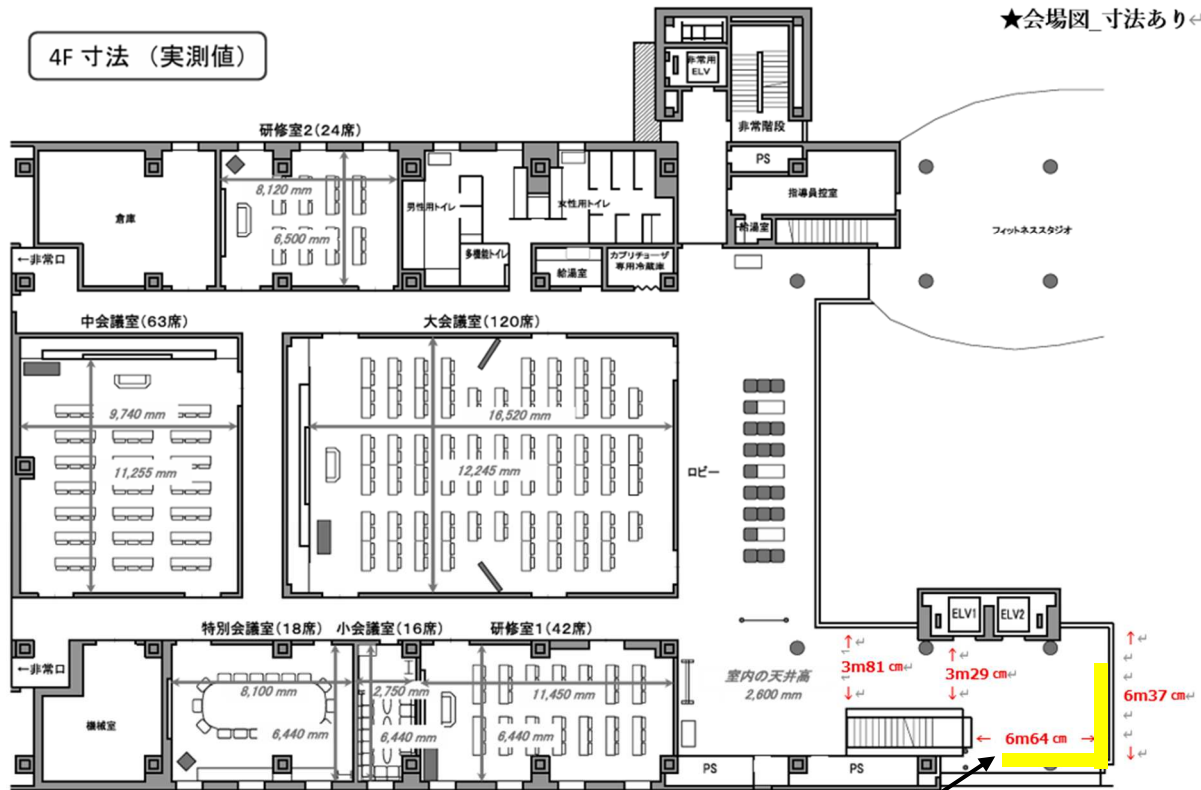 ★会場図_寸法あり↵
4F 寸法 （実測値）
非常用
ELV
非常階段
研修室2(24席)
PS
8,120 mm
指導員控室
男性用トイレ
女性用トイレ
倉庫
6,500 mm
給湯室
フィットネススタジオ
←非常口
多機能トイレ
給湯室
カプリチョーザ
専用冷蔵庫
中会議室(63席)
大会議室(120席)
9,740 mm
16,520 mm
11,255 mm
12,245 mm
ロビー
ELV1
ELV2
特別会議室(18席)
小会議室(16席)
研修室1(42席)
←非常口
3m81㎝↵
3m29㎝↵
室内の天井高
2,600 mm
8,100 mm
2,750 mm
11,450 mm
6m37㎝↵
機械室
6,440 mm
6,440 mm
6,440 mm
← 6m64㎝ →
PS
PS